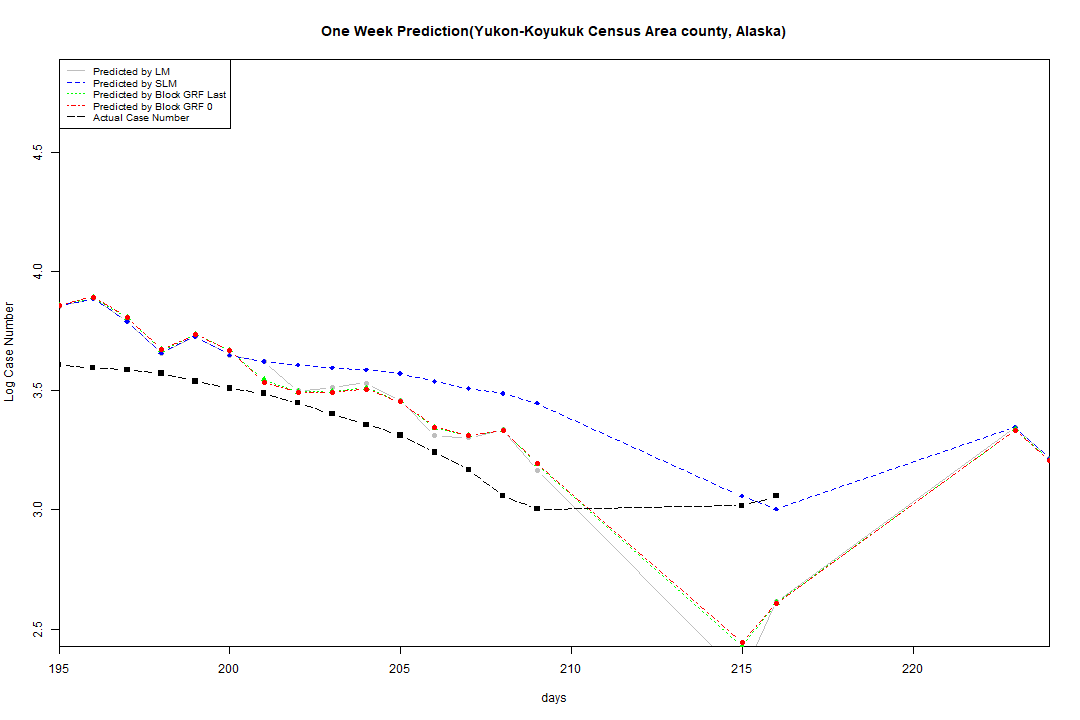 One Week Prediction(Yukon-Koyukuk Census Area county, Alaska)
Predicted by LM
Predicted by SLM
Predicted by Block GRF Last
Predicted by Block GRF 0
Actual Case Number
4.5
4.0
3.5
3.0
2.5
Log Case Number
195 200 205 210 215 220
days